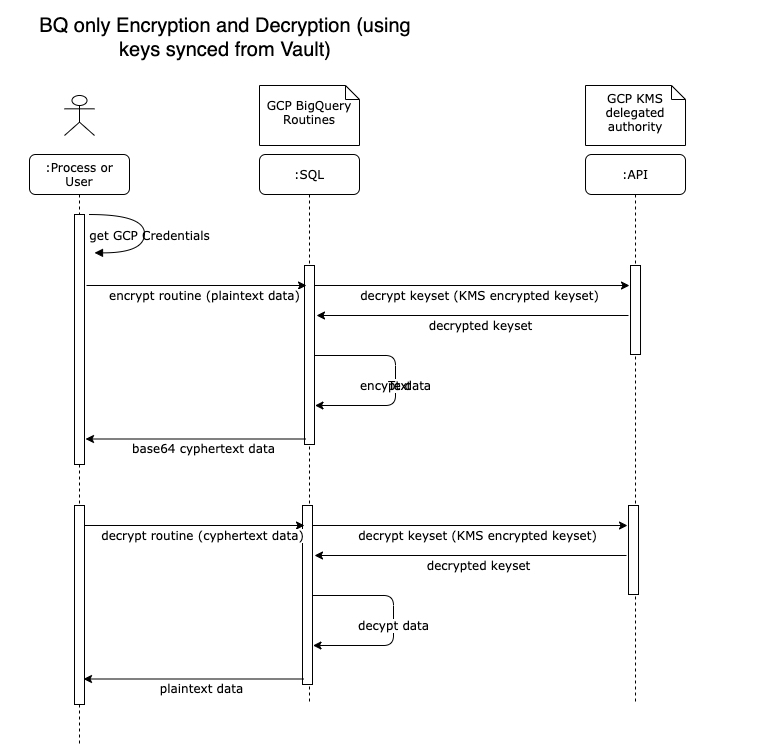 BQ only Encryption and Decryption (using
keys synced from Vault)
GCP BigQuery
Routines
GCP KMS
delegated
authority
:Process or
User
:SQL
:API
get GCP Credentials
encrypt routine (plaintext data)
decrypt keyset (KMS encrypted keyset)
decrypted keyset
encrypt data
Text
base64 cyphertext data
decrypt routine (cyphertext data)
decrypt keyset (KMS encrypted keyset)
decrypted keyset
decypt data
plaintext data